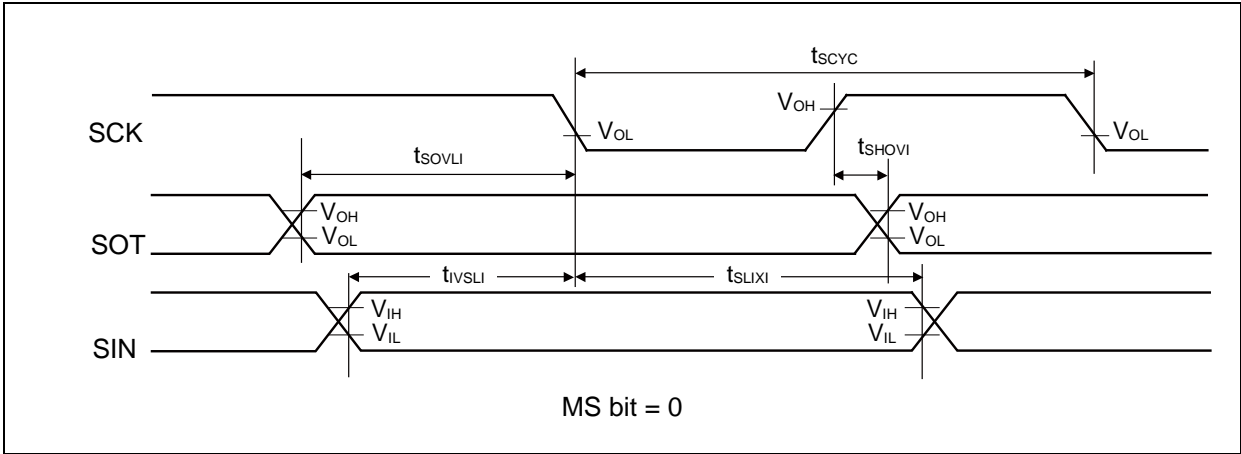 tSCYC
SCK
VOH
VOL
VOL
tSOVLI
tSHOVI
SOT
VOH
VOL
VOH
VOL
tIVSLI
tSLIXI
SIN
VIH
VIL
VIH
VIL
MS bit = 0